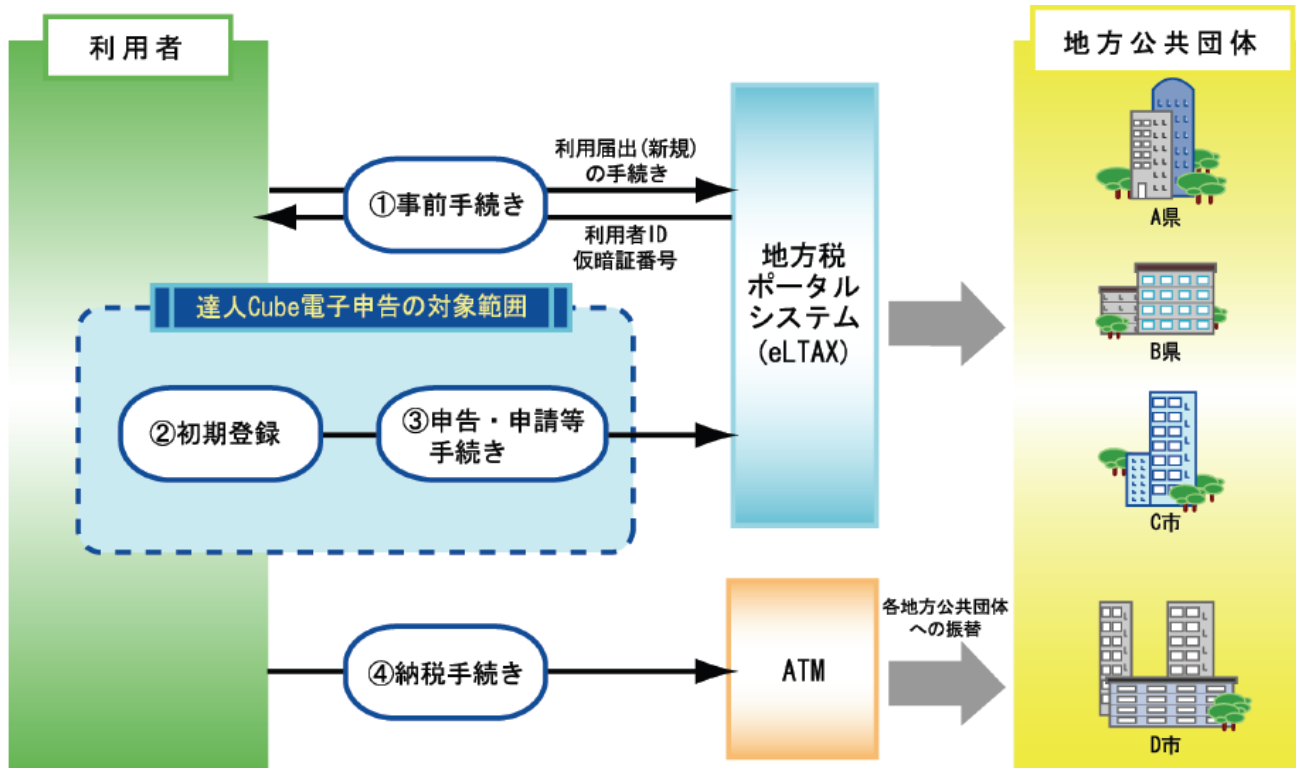 利用者
地方公共団体
利用届出(新規)
の手続き
①事前手続き
利用者ID
仮暗証番号
地方税
ポータル
システム
(eLTAX)
達人Cube電子申告の対象範囲
②初期登録
③申告・申請等
手続き
④納税手続き
ATM
各地方公共団体
への振替
A県
B県
C市
D市